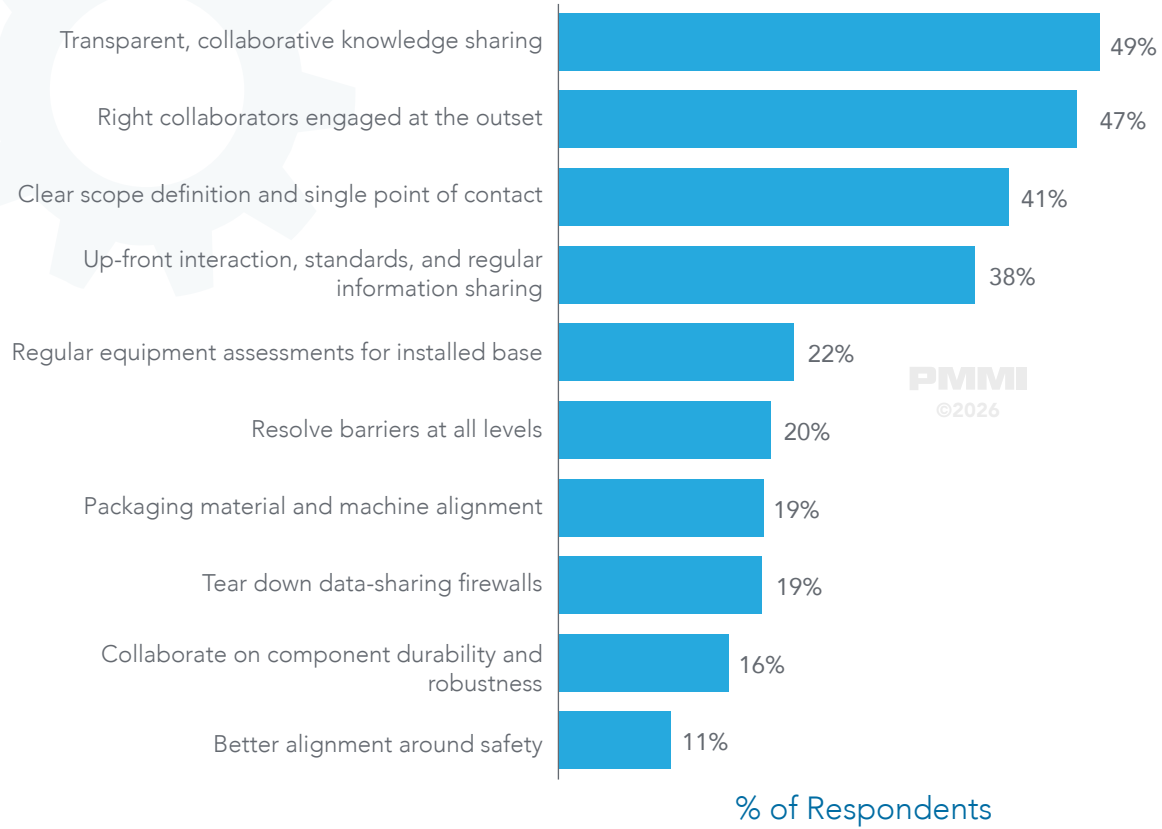 Transparent, collaborative knowledge sharing
49%
Right collaborators engaged at the outset
47%
Clear scope definition and single point of contact
41%
Up-front interaction, standards, and regular
information sharing
38%
Regular equipment assessments for installed base
22%
PMMI
©2026
Resolve barriers at all levels
20%
Packaging material and machine alignment
19%
Tear down data-sharing firewalls
19%
Collaborate on component durability and
robustness
16%
Better alignment around safety
11%
% of Respondents